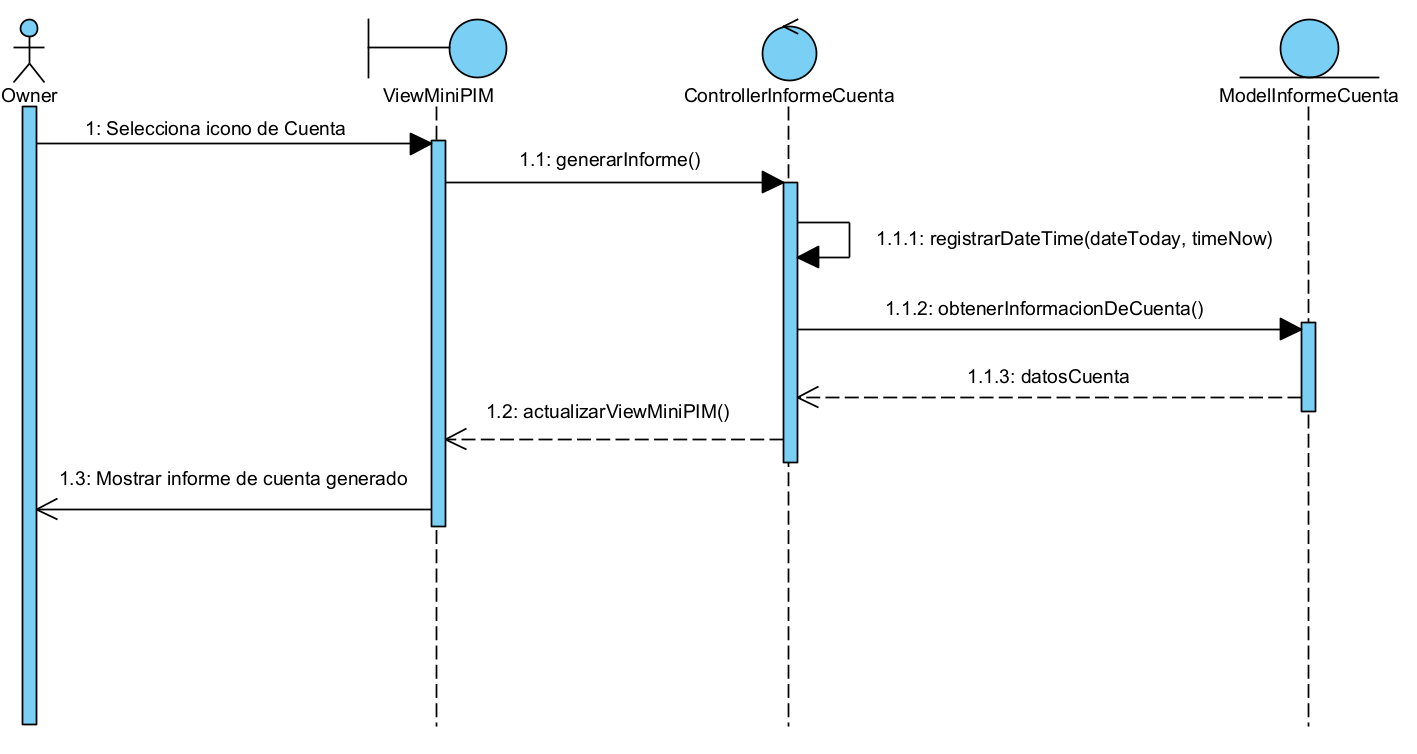 Owner
ViewMiniPIM
ControllerInformeCuenta
ModelInformeCuenta
1: Selecciona icono de Cuenta
1.1: generarInforme()
1.1.1: registrarDateTime(dateToday, timeNow)
1.1.2: obtenerInformacionDeCuenta()
1.1.3: datosCuenta
1.2: actualizarViewMiniPIM()
1.3: Mostrar informe de cuenta generado